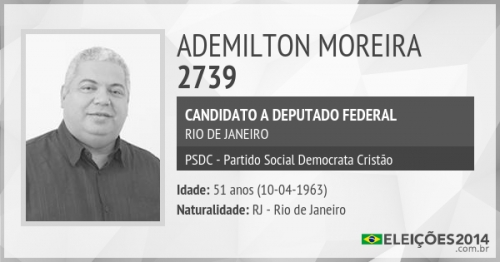 ADEMILTON MOREIRA
2739
CANDIDATO A DEPUTADO FEDERAL
RIO DE JANEIRO
PSDC - Partido Social Democrata Cristão
Idade: 51 anos (10-04-1963)
Naturalidade: RJ - Rio de Janeiro
ELEIÇÕES2014
.com.br